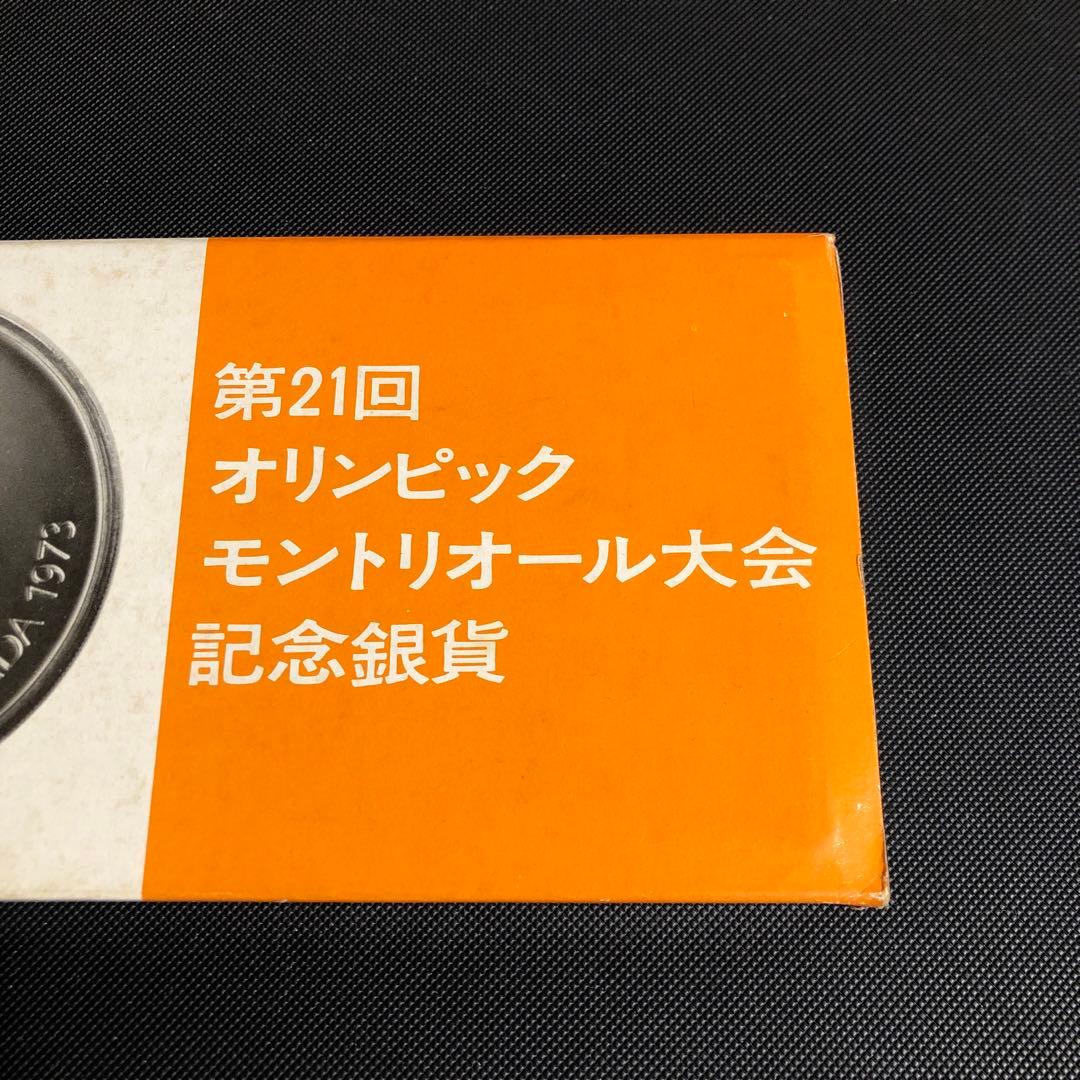 第21回
オリンピック
モントリオール大会
記念銀貨
1973